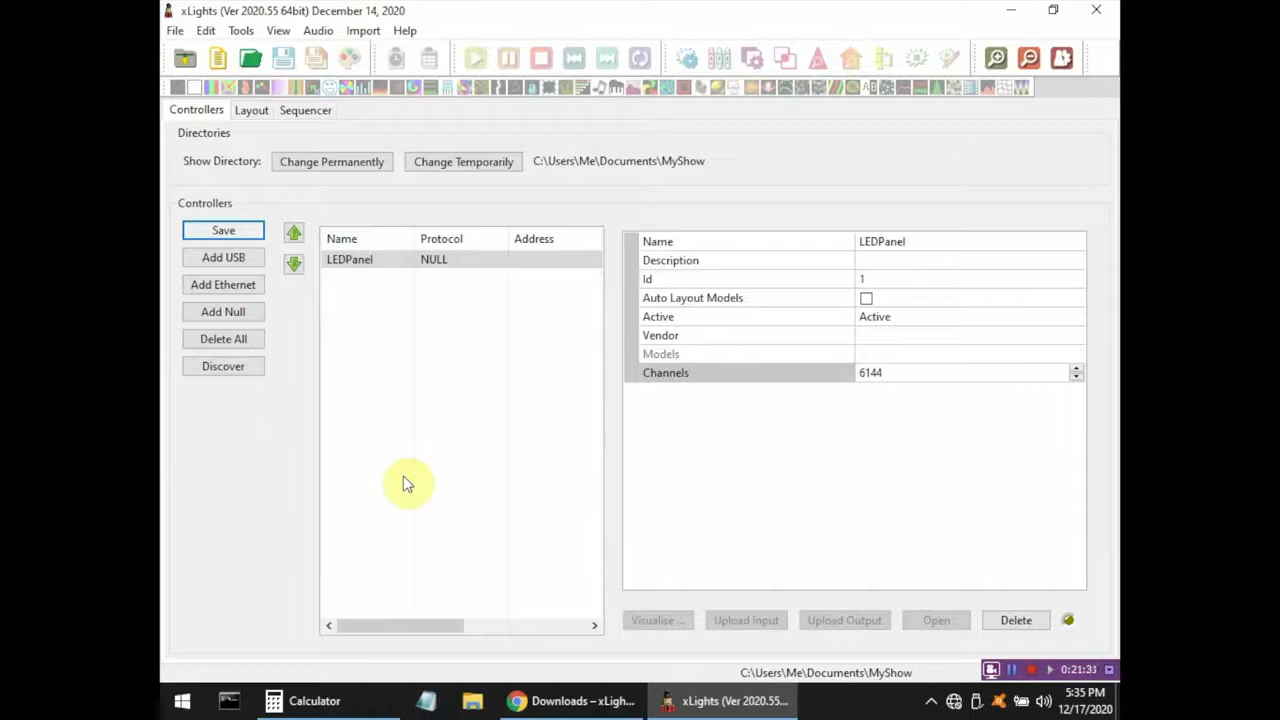 xLights (Ver 2020.55 64bit) December 14, 2020
File Edit Tools View Audio Import Help
Controllers Layout Sequencer
Directories
Show Directory: Change Permanently Change Temporarily C:\Users\Me\Documents\MyShow
Controllers
Save
Add USB
Add Ethernet
Add Null
Delete All
Discover
Name Protocol Address
LEDPanel NULL
Name LEDPanel
Description
Id 1
Auto Layout Models
Active Active
Vendor
Models
Channels 6144
Visualise ... Upload Input Upload Output Open Delete
C:\Users\Me\Documents\MyShow
0:21:31
Calculator
Downloads – xLigh...
xLights (Ver 2020.55...
5:35 PM
12/17/2020